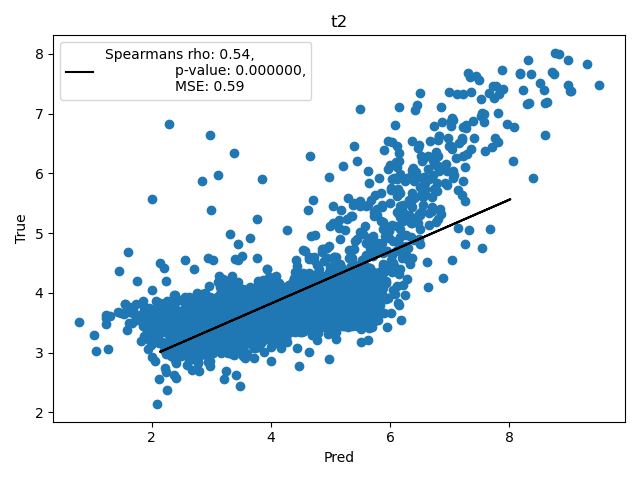 t2
Spearmans rho: 0.54,
p-value: 0.000000,
MSE: 0.59
8
7
6
5
4
3
2
True
2
4
6
8
Pred